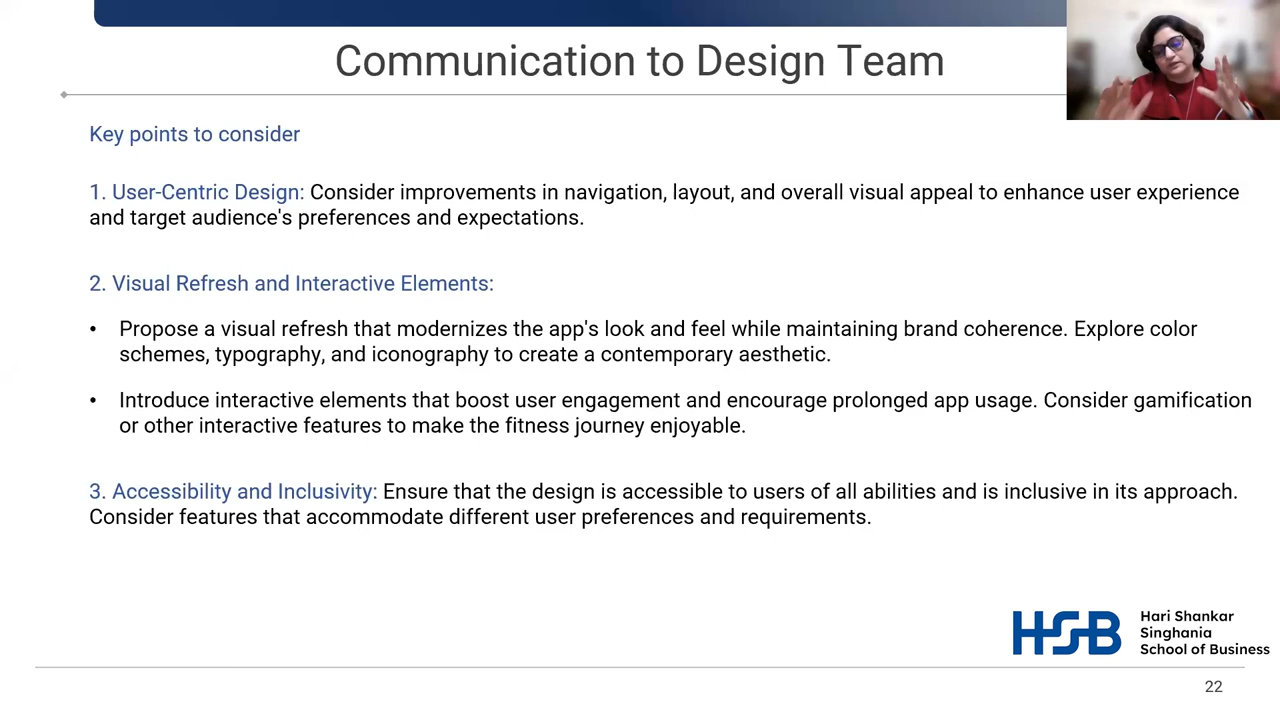 Communication to Design Team
Key points to consider
1. User-Centric Design: Consider improvements in navigation, layout, and overall visual appeal to enhance user experience
and target audience's preferences and expectations.
2. Visual Refresh and Interactive Elements:
• Propose a visual refresh that modernizes the app's look and feel while maintaining brand coherence. Explore color
schemes, typography, and iconography to create a contemporary aesthetic.
• Introduce interactive elements that boost user engagement and encourage prolonged app usage. Consider gamification
or other interactive features to make the fitness journey enjoyable.
3. Accessibility and Inclusivity: Ensure that the design is accessible to users of all abilities and is inclusive in its approach.
Consider features that accommodate different user preferences and requirements.
HSB
Hari Shankar
Singhania
School of Business
22